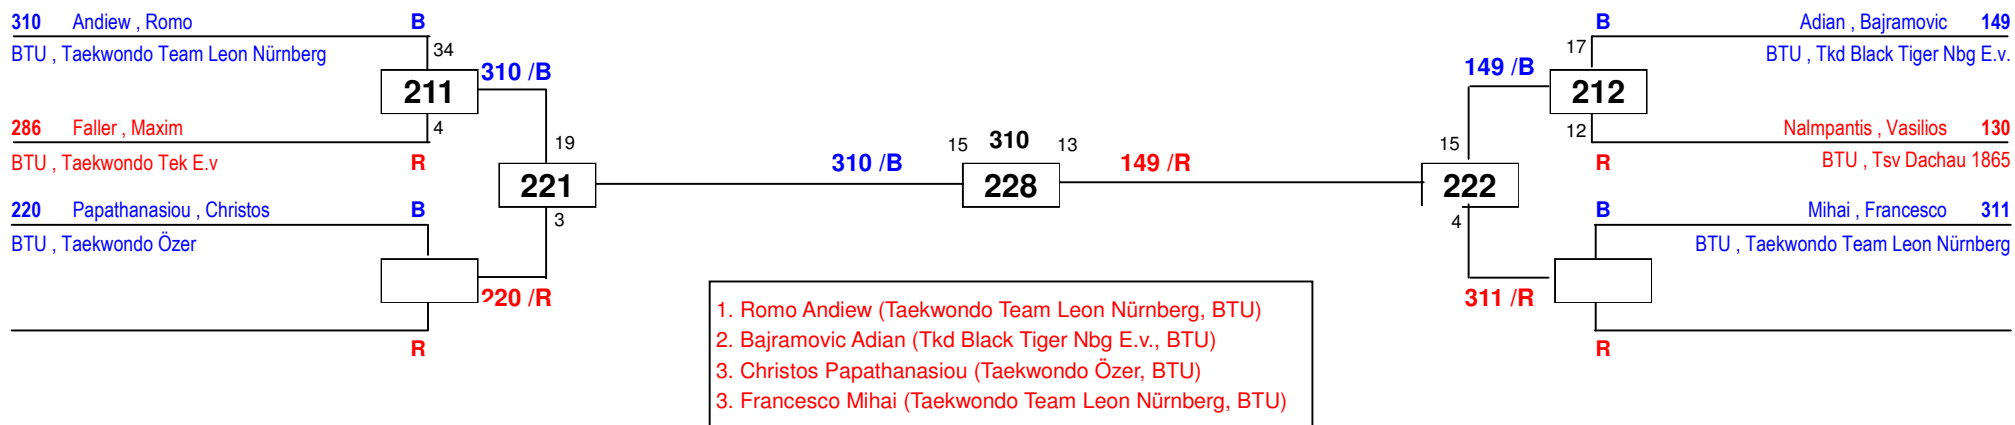 310 Andiew , Romo B
BTU , Taekwondo Team Leon Nürnberg
34
211
310 /B
4
286 Faller , Maxim
BTU , Taekwondo Tek E.v R
19
221
3
220 Papathanasiou , Christos B
BTU , Taekwondo Özer
220 /R
R
310 /B
15 310 13
228
149 /R
B Adian , Bajramovic 149
BTU , Tkd Black Tiger Nbg E.v.
17
149 /B
212
12
Nalmpantis , Vasilios 130
R BTU , Tsv Dachau 1865
15
222
4
B Mihai , Francesco 311
BTU , Taekwondo Team Leon Nürnberg
311 /R
R
1. Romo Andiew (Taekwondo Team Leon Nürnberg, BTU)
2. Bajramovic Adian (Tkd Black Tiger Nbg E.v., BTU)
3. Christos Papathanasiou (Taekwondo Özer, BTU)
3. Francesco Mihai (Taekwondo Team Leon Nürnberg, BTU)